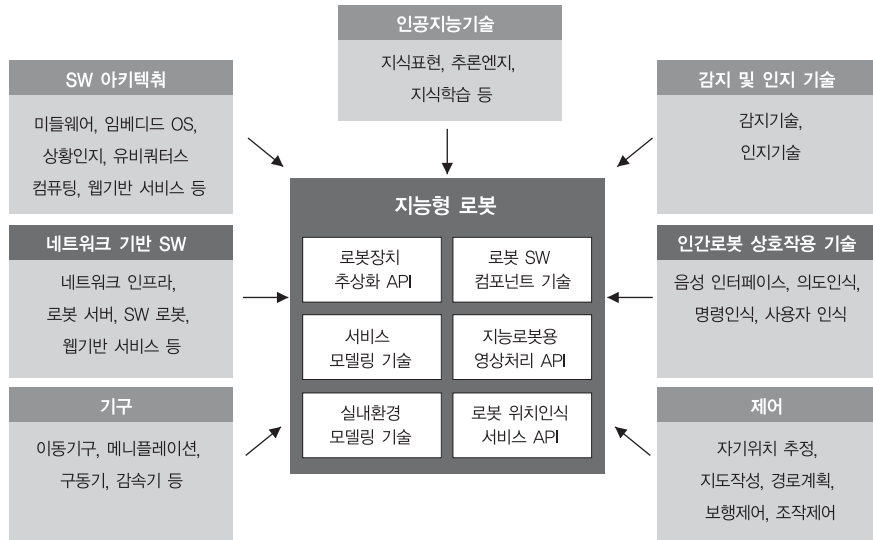 인공지능기술
지식표현, 추론엔지,
지식학습 등
SW 아키텍춰
미들웨어, 임베디드 OS,
상황인지, 유비쿼터스
컴퓨팅, 웹기반 서비스 등
감지 및 인지 기술
감지기술,
인지기술
네트워크 기반 SW
네트워크 인프라,
로봇 서버, SW 로봇,
웹기반 서비스 등
지능형 로봇
로봇장치
추상화 API
로봇 SW
컴포넌트 기술
서비스
모델링 기술
지능로봇용
영상처리 API
실내환경
모델링 기술
로봇 위치인식
서비스 API
인간로봇 상호작용 기술
음성 인터페이스, 의도인식,
명령인식, 사용자 인식
기구
이동기구, 메니플레이션,
구동기, 감속기 등
제어
자기위치 추정,
지도작성, 경로계획,
보행제어, 조작제어